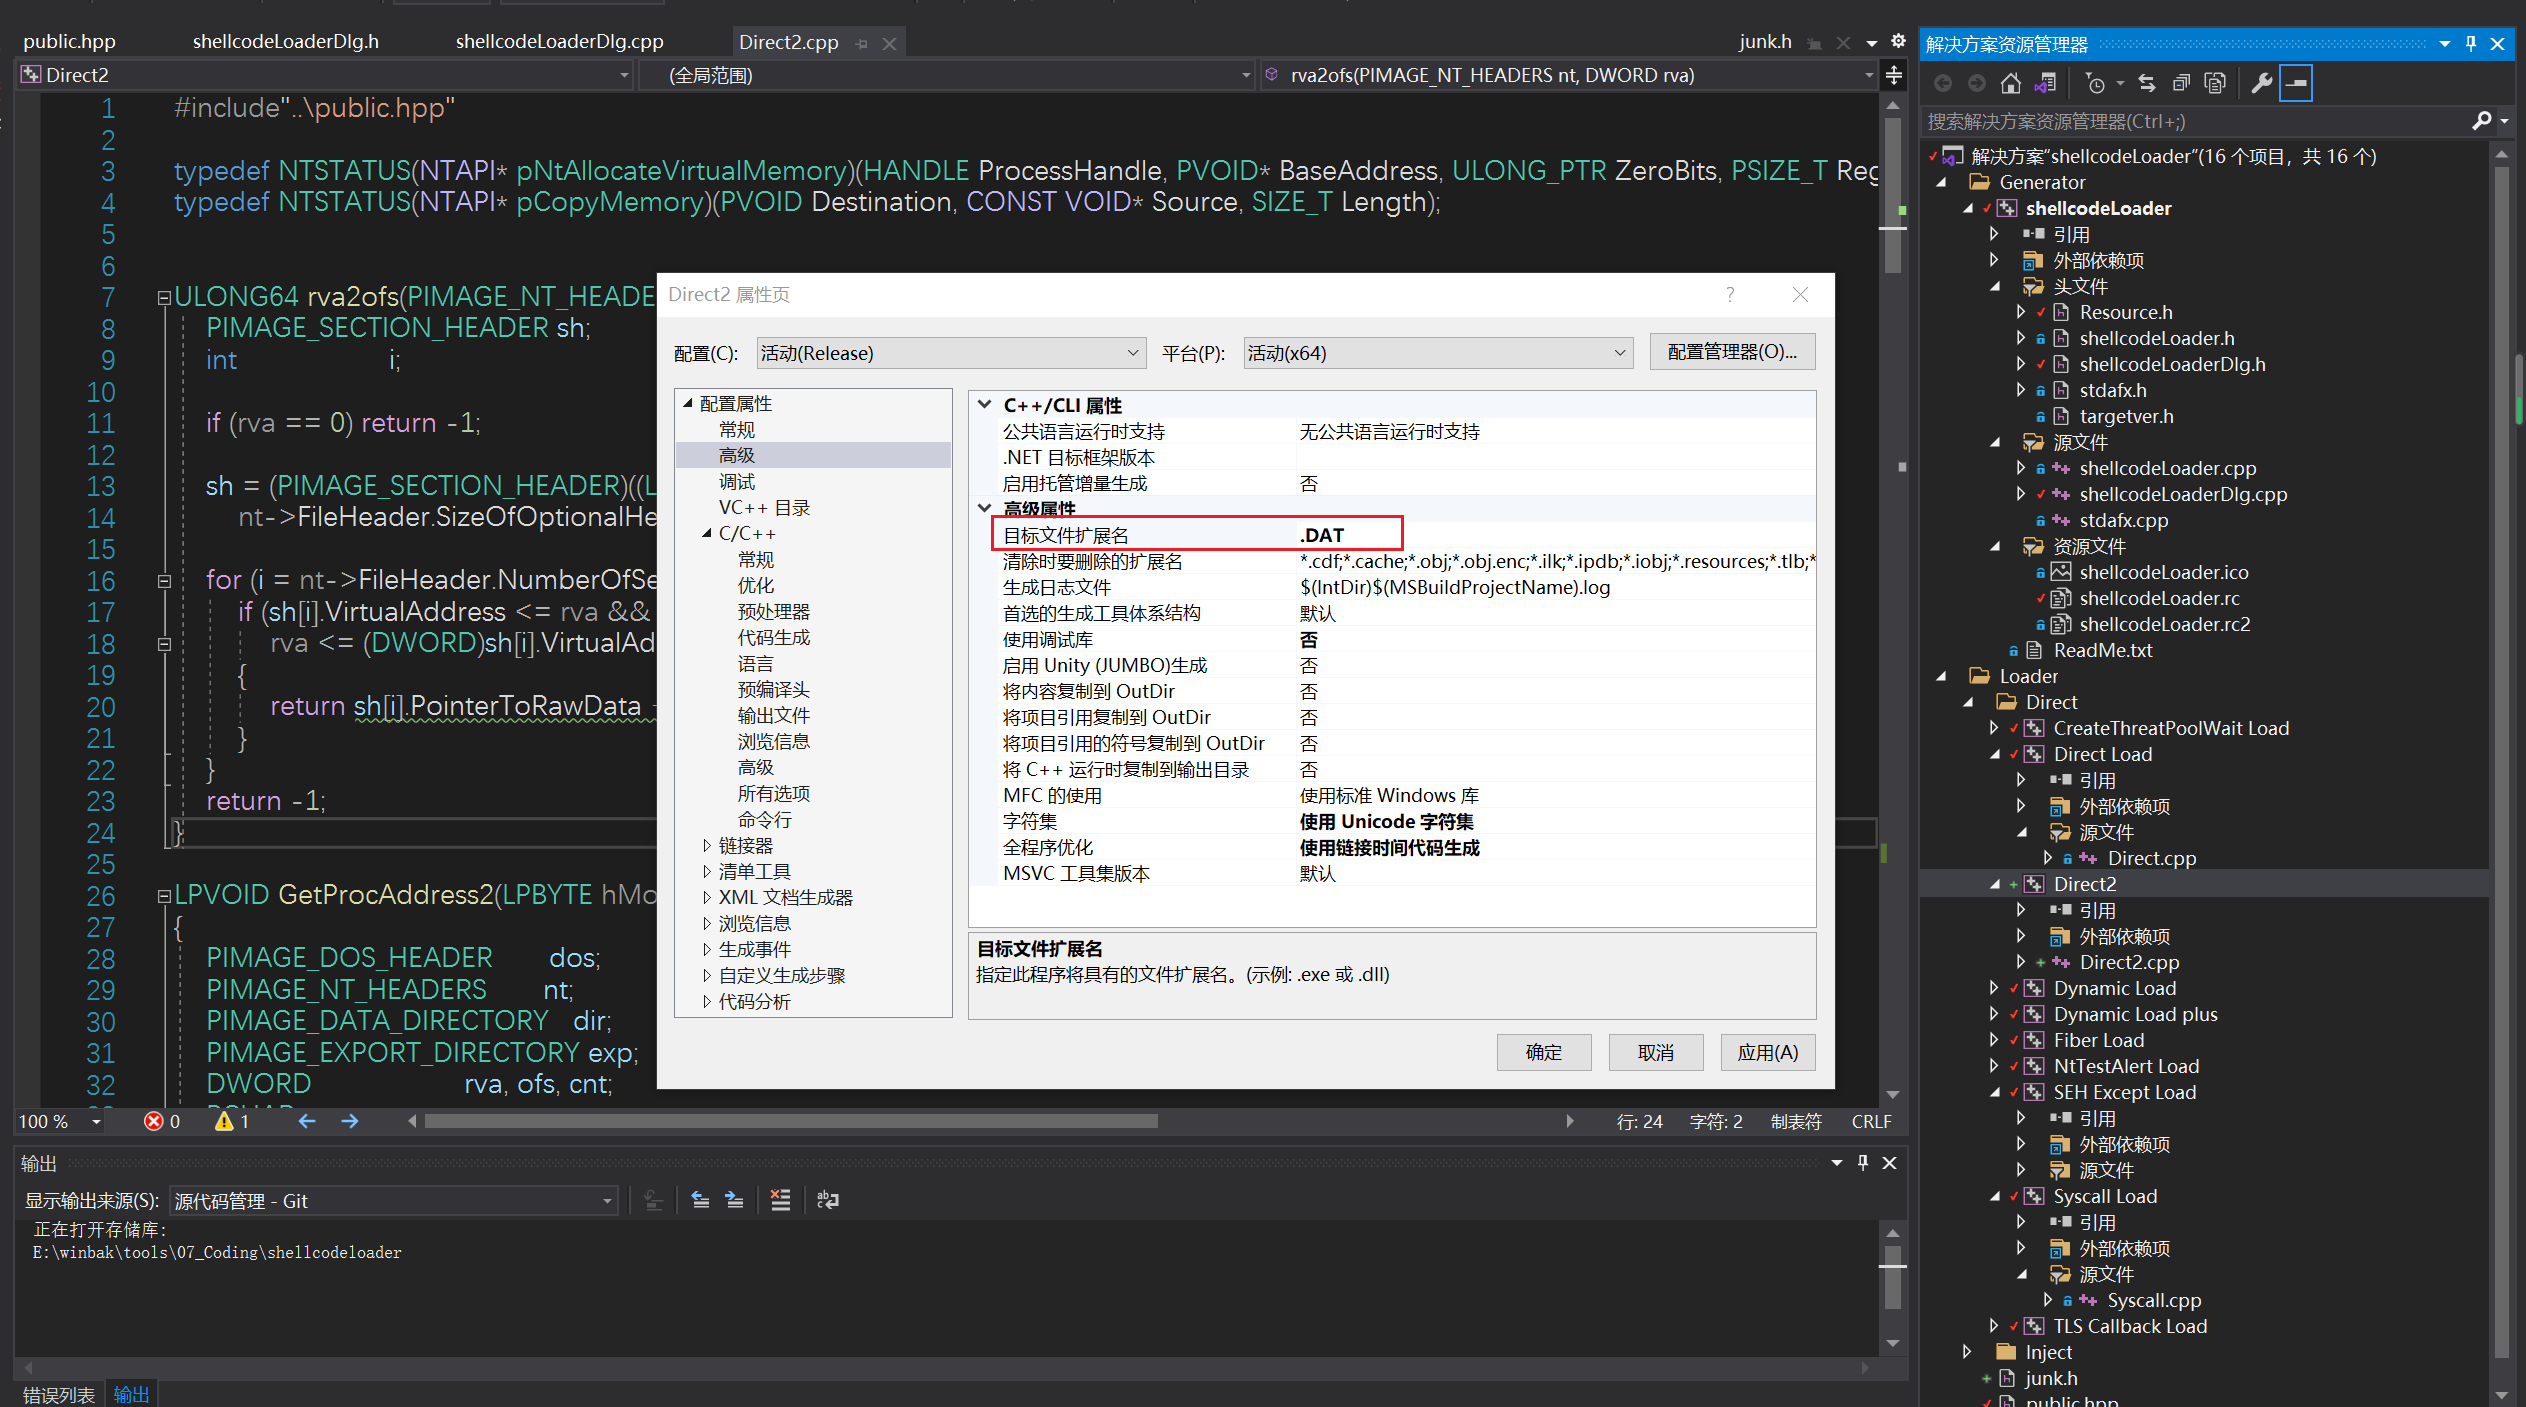 public.hpp
shellcodeLoaderDlg.h
shellcodeLoaderDlg.cpp
Direct2.cpp
junk.h
Direct2
(全局范围)
rva2ofs(PIMAGE_NT_HEADERS nt, DWORD rva)
1 #include"..\public.hpp"
2
3 typedef NTSTATUS(NTAPI* pNtAllocateVirtualMemory)(HANDLE ProcessHandle, PVOID* BaseAddress, ULONG_PTR ZeroBits, PSIZE_T Reg
4 typedef NTSTATUS(NTAPI* pCopyMemory)(PVOID Destination, CONST VOID* Source, SIZE_T Length);
5
6
7 ULONG64 rva2ofs(PIMAGE_NT_HEADE
8 PIMAGE_SECTION_HEADER sh;
9 int i;
10
11 if (rva == 0) return -1;
12
13 sh = (PIMAGE_SECTION_HEADER)((L
14 nt->FileHeader.SizeOfOptionalHe
15
16 for (i = nt->FileHeader.NumberOfSe
17 if (sh[i].VirtualAddress <= rva &&
18 rva <= (DWORD)sh[i].VirtualAd
19 {
20 return sh[i].PointerToRawData
21 }
22 }
23 return -1;
24 }
25
26 LPVOID GetProcAddress2(LPBYTE hMo
27 {
28 PIMAGE_DOS_HEADER dos;
29 PIMAGE_NT_HEADERS nt;
30 PIMAGE_DATA_DIRECTORY dir;
31 PIMAGE_EXPORT_DIRECTORY exp;
32 DWORD rva, ofs, cnt;
100 %
0
1
行: 24
字符: 2
制表符
CRLF
Direct2 属性页
?
配置(C):
活动(Release)
平台(P):
活动(x64)
配置管理器(O)...
配置属性
常规
高级
调试
VC++ 目录
C/C++
常规
优化
预处理器
代码生成
语言
预编译头
输出文件
浏览信息
高级
所有选项
命令行
链接器
清单工具
XML 文档生成器
浏览信息
生成事件
自定义生成步骤
代码分析
C++/CLI 属性
公共语言运行时支持 无公共语言运行时支持
.NET 目标框架版本
启用托管增量生成 否
高级属性
目标文件扩展名 .DAT
清除时要删除的扩展名 *.cdf;*.cache;*.obj;*.obj.enc;*.ilk;*.ipdb;*.iobj;*.resources;*.tlb;*
生成日志文件 $(IntDir)$(MSBuildProjectName).log
首选的生成工具体系结构 默认
使用调试库 否
启用 Unity (JUMBO)生成 否
将内容复制到 OutDir 否
将项目引用复制到 OutDir 否
将项目引用的符号复制到 OutDir 否
将 C++ 运行时复制到输出目录 否
MFC 的使用 使用标准 Windows 库
字符集 使用 Unicode 字符集
全程序优化 使用链接时间代码生成
MSVC 工具集版本 默认
目标文件扩展名
指定此程序将具有的文件扩展名。(示例: .exe 或 .dll)
确定
取消
应用(A)
输出
显示输出来源(S):
源代码管理 - Git
正在打开存储库:
E:\winbak\tools\07_Coding\shellcodeloader
错误列表
输出
解决方案资源管理器
搜索解决方案资源管理器(Ctrl+;)
解决方案“shellcodeLoader”(16 个项目，共 16 个)
Generator
shellcodeLoader
引用
外部依赖项
头文件
Resource.h
shellcodeLoader.h
shellcodeLoaderDlg.h
stdafx.h
targetver.h
源文件
shellcodeLoader.cpp
shellcodeLoaderDlg.cpp
stdafx.cpp
资源文件
shellcodeLoader.ico
shellcodeLoader.rc
shellcodeLoader.rc2
ReadMe.txt
Loader
Direct
CreateThreatPoolWait Load
Direct Load
引用
外部依赖项
源文件
Direct.cpp
Direct2
引用
外部依赖项
Direct2.cpp
Dynamic Load
Dynamic Load plus
Fiber Load
NtTestAlert Load
SEH Except Load
引用
外部依赖项
源文件
Syscall Load
引用
外部依赖项
源文件
Syscall.cpp
TLS Callback Load
Inject
junk.h
public.hpp